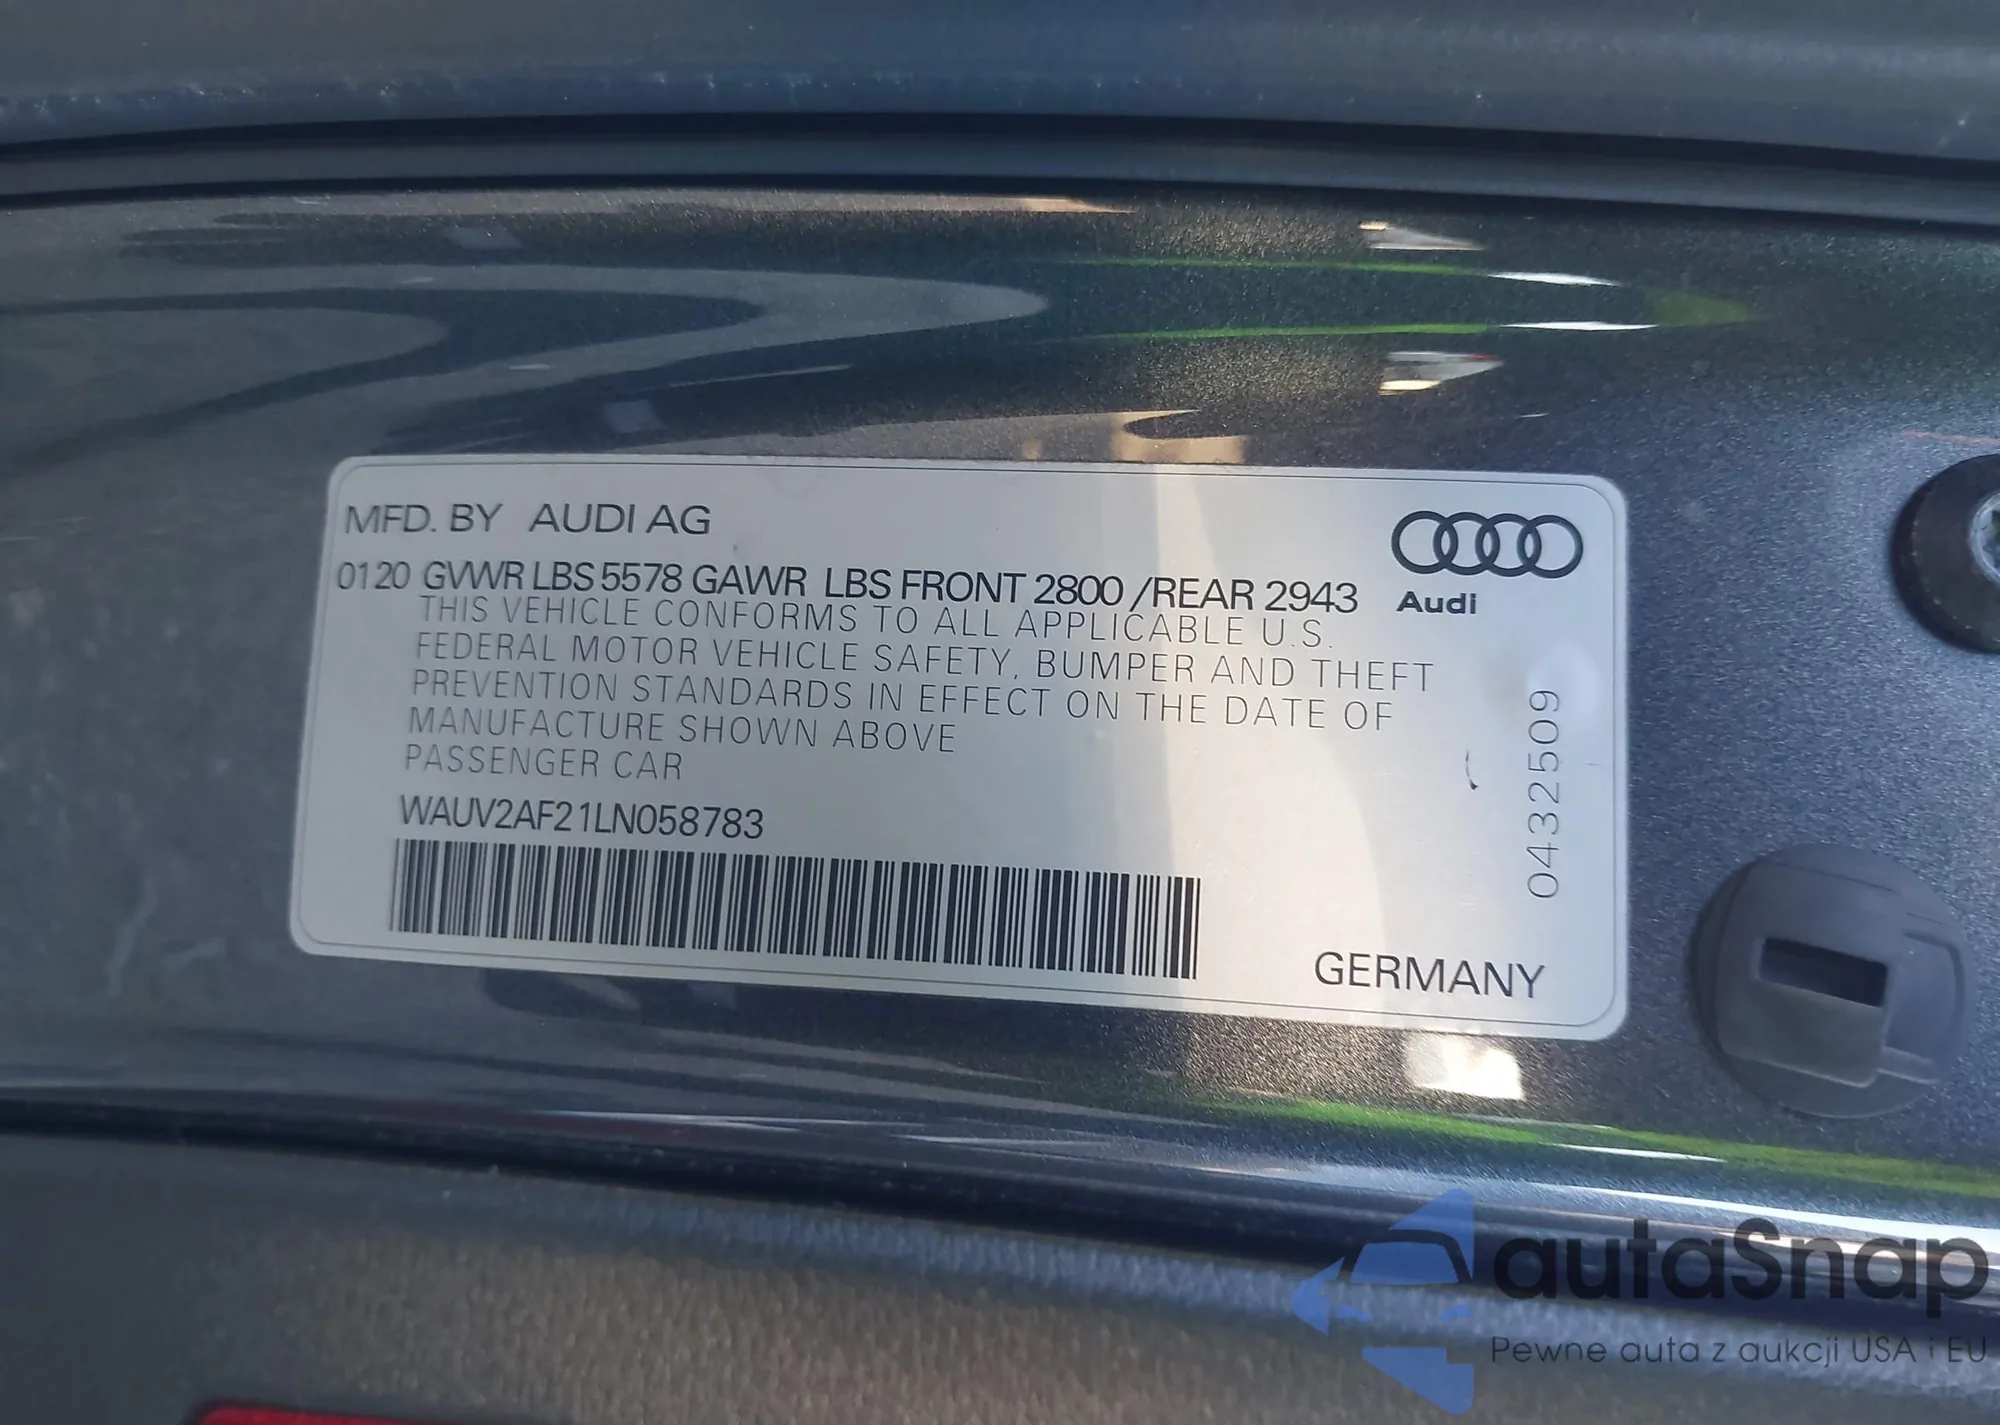 MFD. BY AUDI AG
0120 GVWR LBS 5578 GAWR LBS FRONT 2800 /REAR 2943
THIS VEHICLE CONFORMS TO ALL APPLICABLE U.S.
FEDERAL MOTOR VEHICLE SAFETY, BUMPER AND THEFT
PREVENTION STANDARDS IN EFFECT ON THE DATE OF
MANUFACTURE SHOWN ABOVE
PASSENGER CAR
WAUV2AF21LN058783
Audi
0432509
GERMANY
autaSnap
Pewne auta z aukcji USA i EU